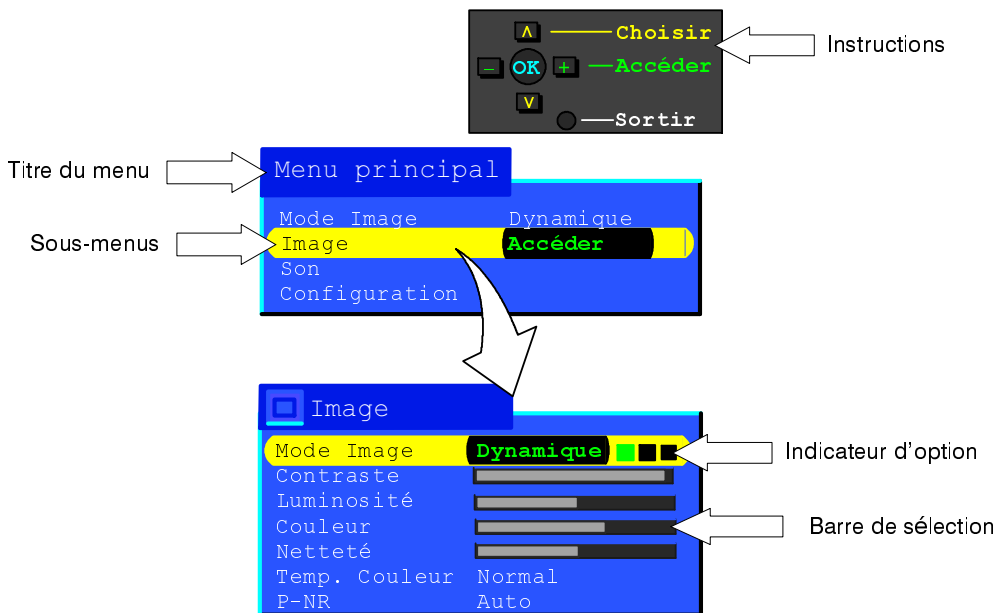 Λ Choisir
Instructions
– OK + Accéder
V
Sortir
Titre du menu
Menu principal
Mode Image Dynamique
Sous-menus
Image Accéder
Son
Configuration
Image
Mode Image Dynamique
Indicateur d'option
Contraste
Luminosité
Couleur
Barre de sélection
Netteté
Temp. Couleur Normal
P-NR Auto